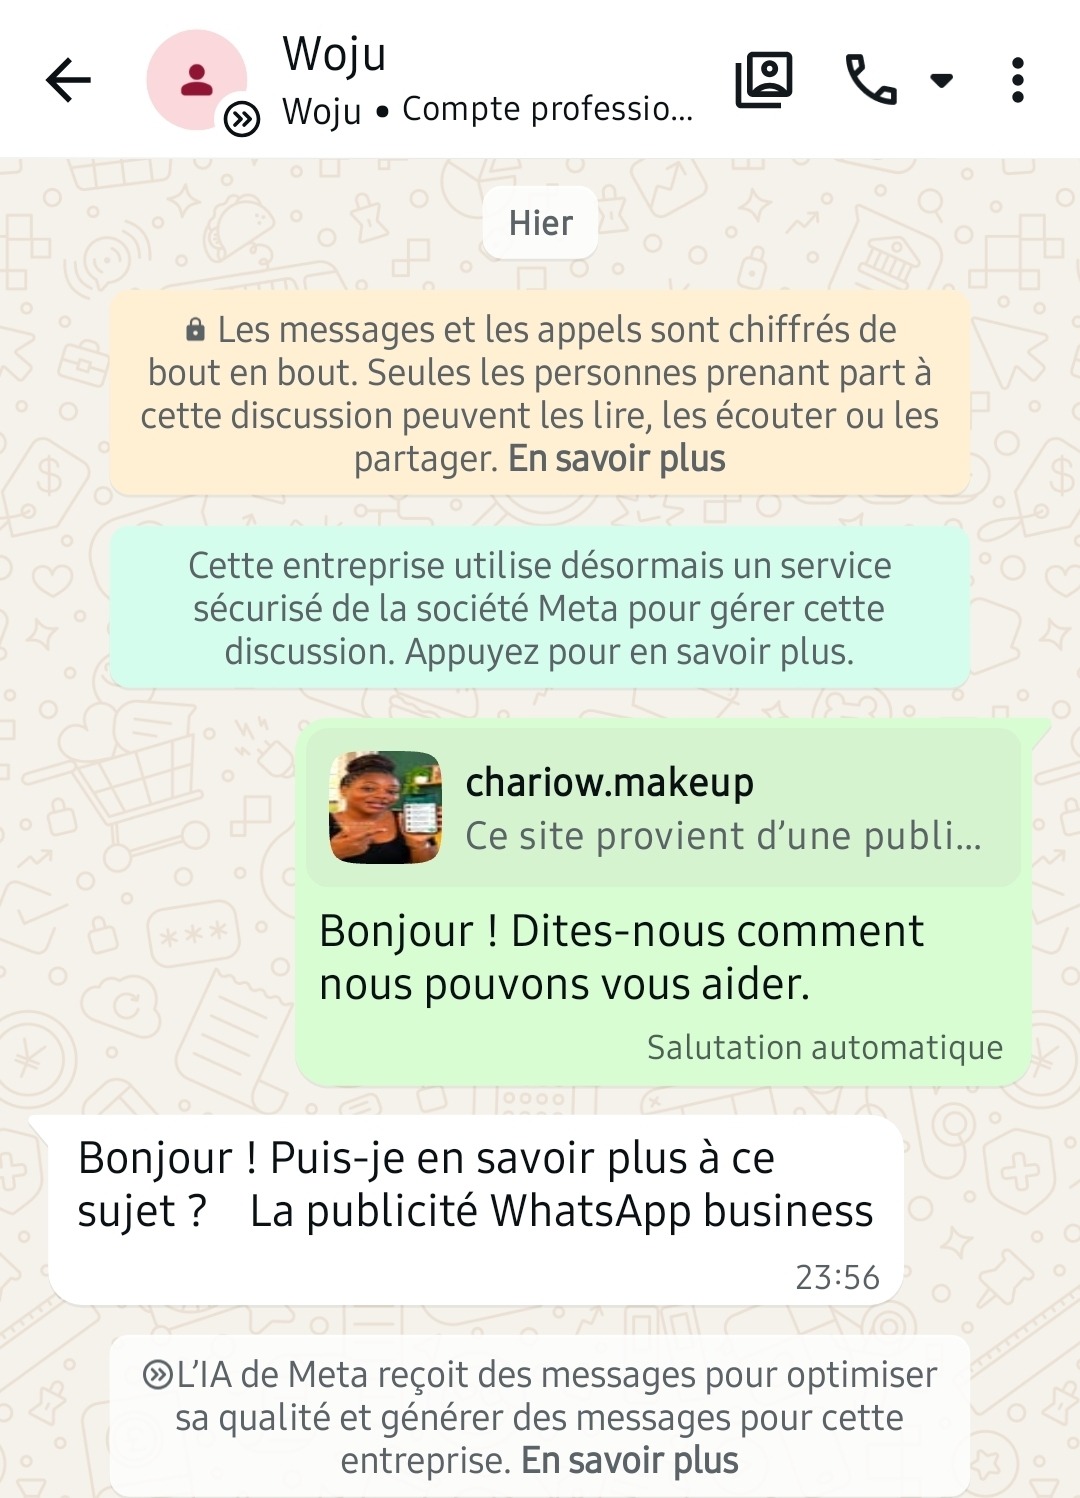 Woju
Woju • Compte professio...
Hier
Les messages et les appels sont chiffrés de
bout en bout. Seules les personnes prenant part à
cette discussion peuvent les lire, les écouter ou les
partager. En savoir plus
Cette entreprise utilise désormais un service
sécurisé de la société Meta pour gérer cette
discussion. Appuyez pour en savoir plus.
chariow.makeup
Ce site provient d’une publi...
Bonjour ! Dites-nous comment
nous pouvons vous aider.
Salutation automatique
Bonjour ! Puis-je en savoir plus à ce
sujet ? La publicité WhatsApp business
23:56
L’IA de Meta reçoit des messages pour optimiser
sa qualité et générer des messages pour cette
entreprise. En savoir plus